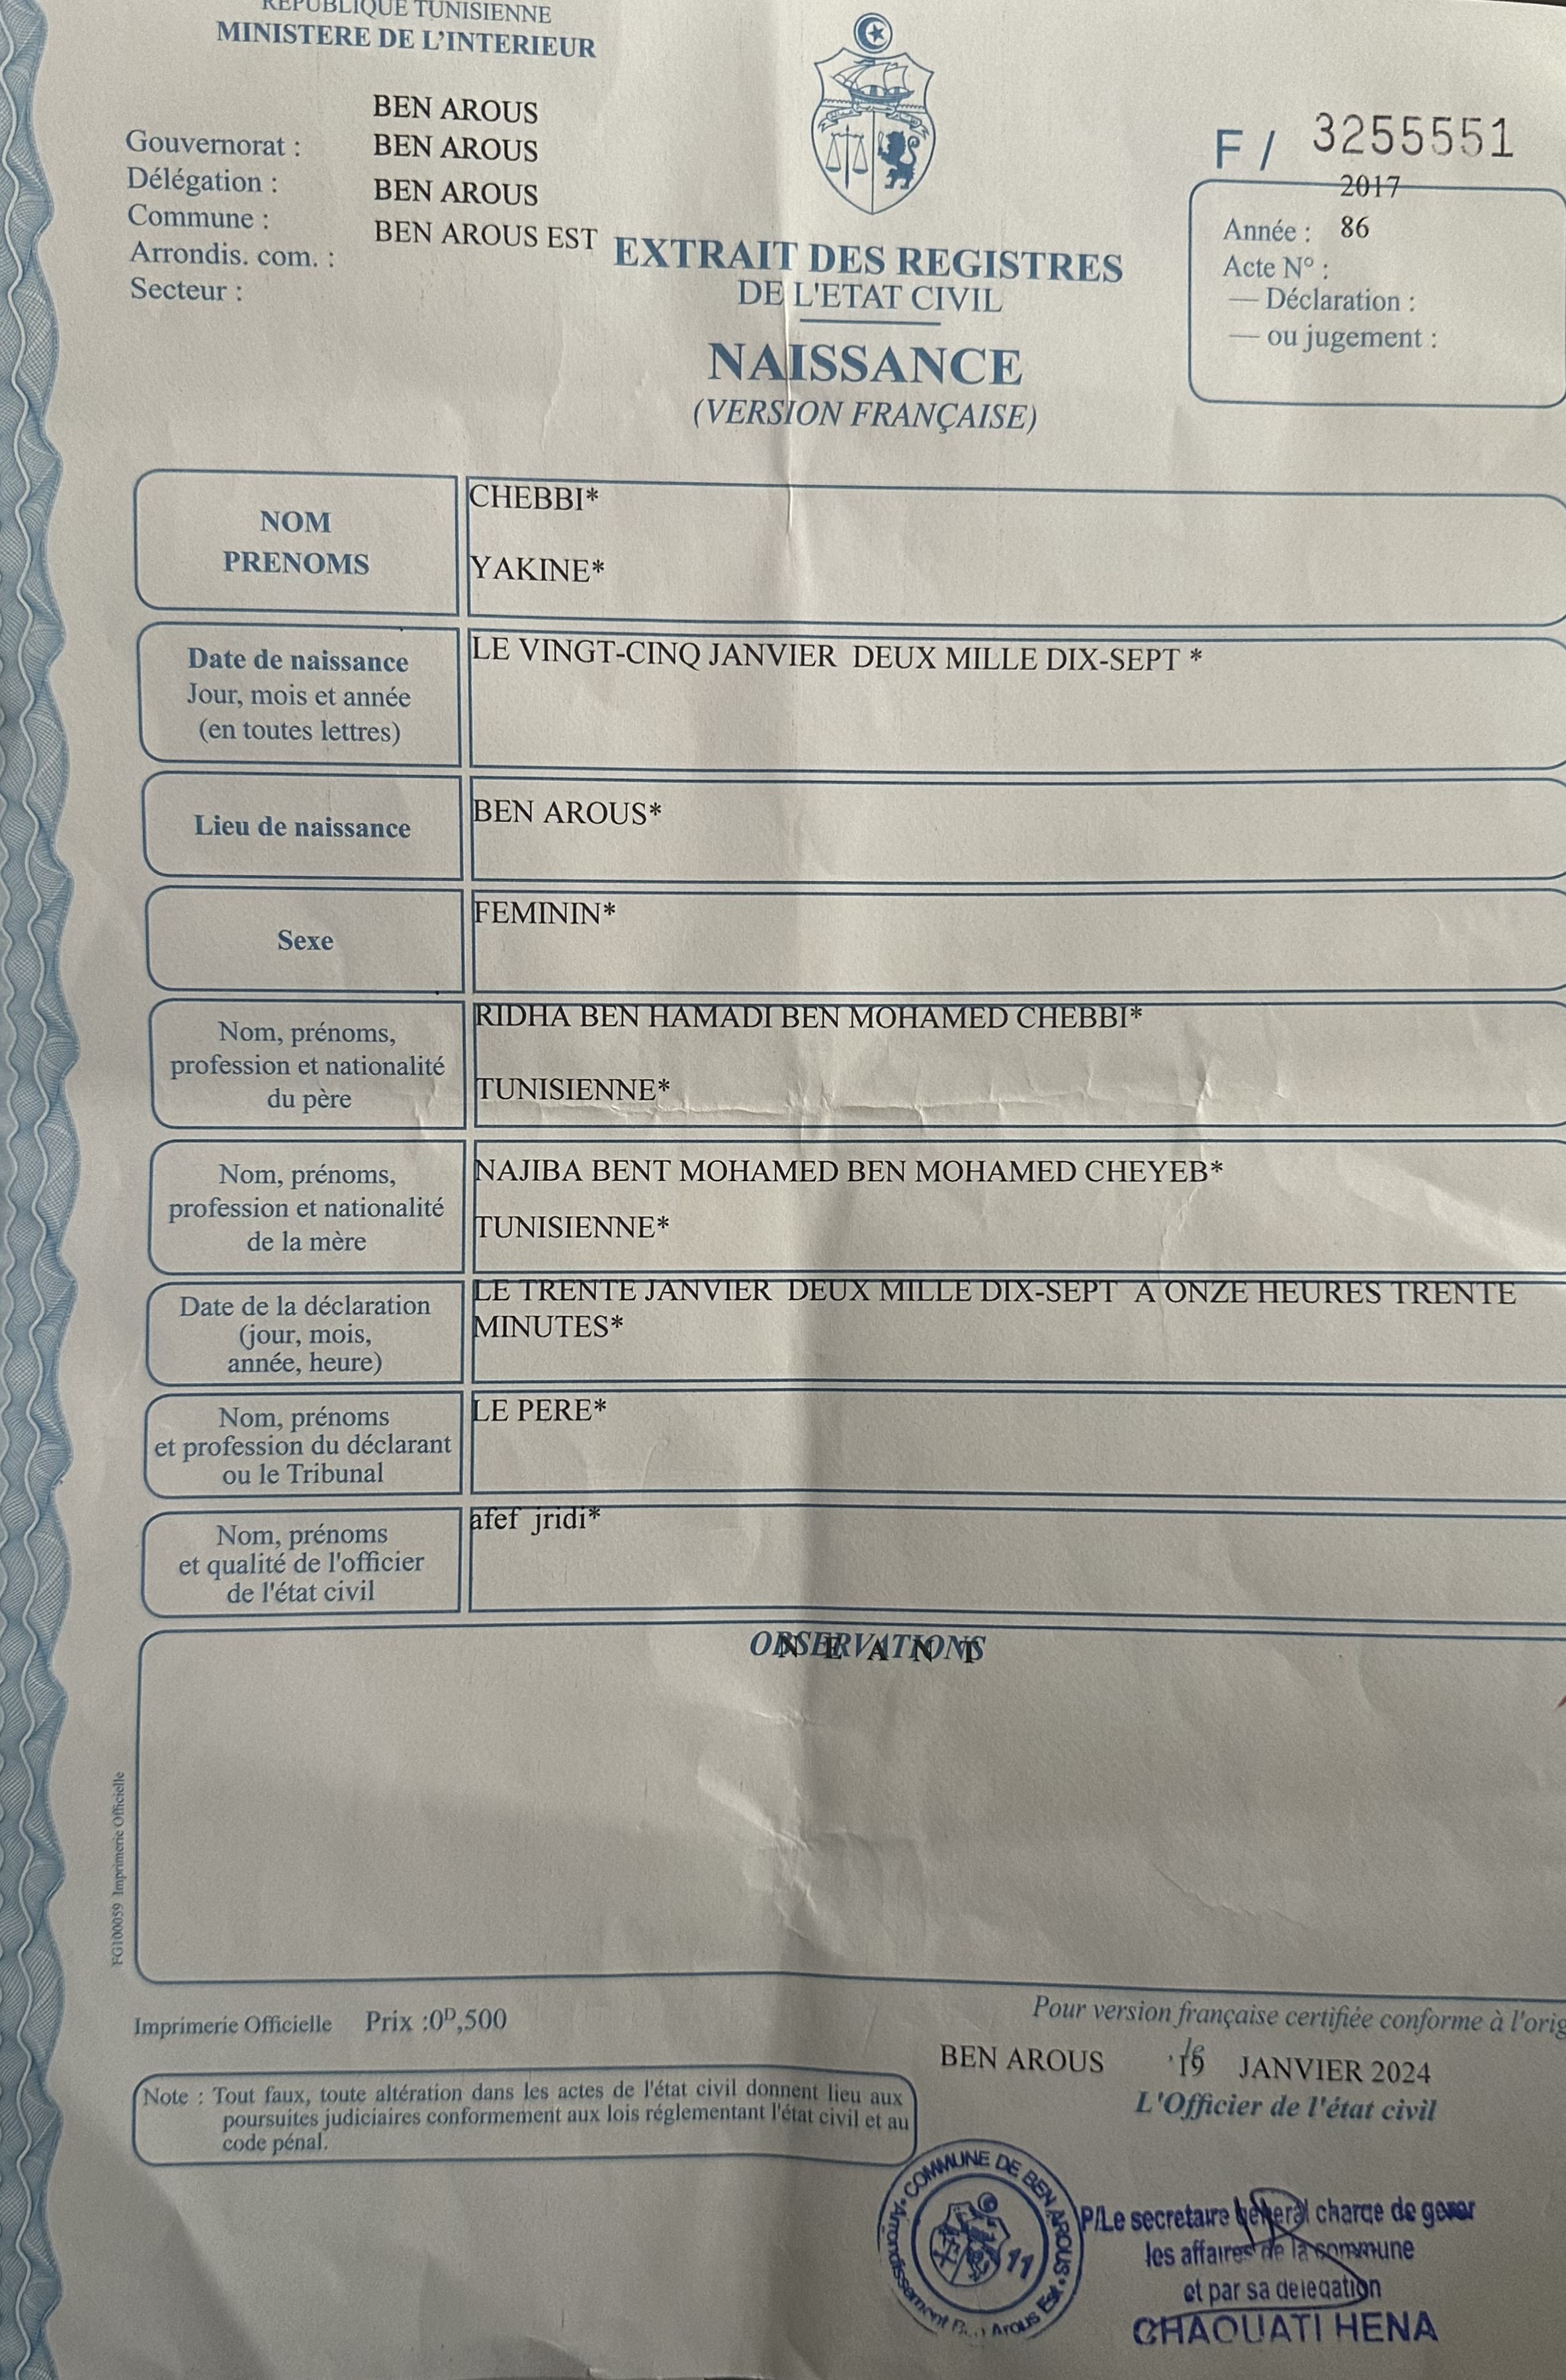 REPUBLIQUE TUNISIENNE
MINISTERE DE L'INTERIEUR
BEN AROUS
Gouvernorat : BEN AROUS
Délégation : BEN AROUS
Commune : BEN AROUS EST
Arrondis. com. :
Secteur :
F / 3255551
2017
Année : 86
Acte N° :
— Déclaration :
— ou jugement :
EXTRAIT DES REGISTRES
DE L'ETAT CIVIL
NAISSANCE
(VERSION FRANÇAISE)
NOM
PRENOMS
CHEBBI*
YAKINE*
Date de naissance
Jour, mois et année
(en toutes lettres)
LE VINGT-CINQ JANVIER DEUX MILLE DIX-SEPT *
Lieu de naissance
BEN AROUS*
Sexe
FEMININ*
Nom, prénoms,
profession et nationalité
du père
RIDHA BEN HAMADI BEN MOHAMED CHEBBI*
TUNISIENNE*
Nom, prénoms,
profession et nationalité
de la mère
NAJIBA BENT MOHAMED BEN MOHAMED CHEYEB*
TUNISIENNE*
Date de la déclaration
(jour, mois,
année, heure)
LE TRENTE JANVIER DEUX MILLE DIX-SEPT A ONZE HEURES TRENTE
MINUTES*
Nom, prénoms
et profession du déclarant
ou le Tribunal
LE PERE*
Nom, prénoms
et qualité de l'officier
de l'état civil
afef jridi*
OBSERVATIONS
N E A N T
FG100059 Imprimerie Officielle
Imprimerie Officielle Prix :0D,500
Pour version française certifiée conforme à l'orig
BEN AROUS JANVIER 2024
L'Officier de l'état civil
Note : Tout faux, toute altération dans les actes de l'état civil donnent lieu aux
poursuites judiciaires conformement aux lois réglementant l'état civil et au
code pénal.
COMMUNE DE BEN AROUS
Arrondissement Ben Arous Est
11
P/Le secretaire general charge de gerer
les affaires de la commune
et par sa delegation
CHAOUATI HENA